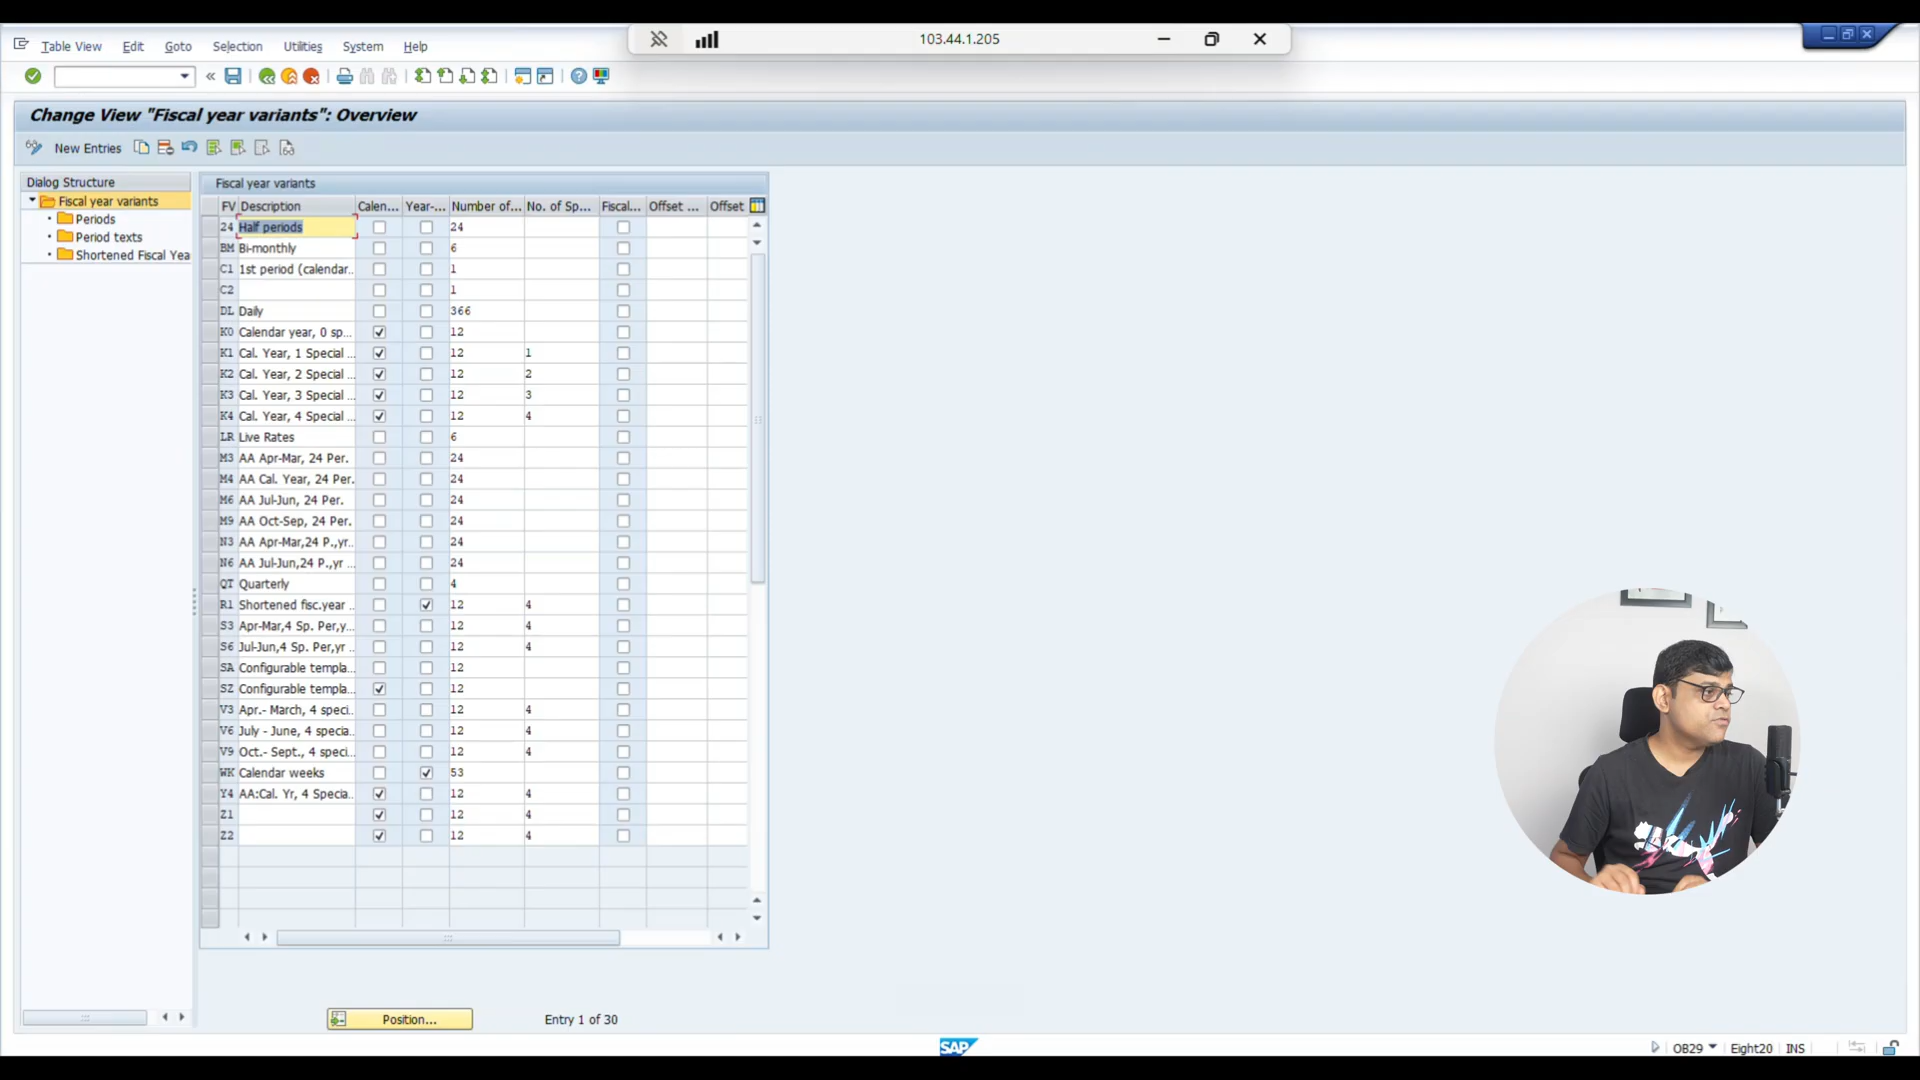 103.44.1.205
Table View Edit Goto Selection Utilities System Help
Change View "Fiscal year variants": Overview
New Entries
Dialog Structure
Fiscal year variants
Periods
Period texts
Shortened Fiscal Yea
Fiscal year variants
FV Description Calen... Year-... Number of... No. of Sp... Fiscal... Offset ... Offset
24 Half periods 24
BM Bi-monthly 6
C1 1st period (calendar.. 1
C2 1
DL Daily 366
K0 Calendar year, 0 sp... 12
K1 Cal. Year, 1 Special ... 12 1
K2 Cal. Year, 2 Special ... 12 2
K3 Cal. Year, 3 Special ... 12 3
K4 Cal. Year, 4 Special ... 12 4
LR Live Rates 6
M3 AA Apr-Mar, 24 Per. 24
M4 AA Cal. Year, 24 Per. 24
M6 AA Jul-Jun, 24 Per. 24
M9 AA Oct-Sep, 24 Per. 24
N3 AA Apr-Mar,24 P.,yr.. 24
N6 AA Jul-Jun,24 P.,yr .. 24
QT Quarterly 4
R1 Shortened fisc.year .. 12 4
S3 Apr-Mar,4 Sp. Per,y... 12 4
S6 Jul-Jun,4 Sp. Per,yr .. 12 4
SA Configurable templa... 12
SZ Configurable templa... 12
V3 Apr.- March, 4 speci.. 12 4
V6 July - June, 4 specia.. 12 4
V9 Oct.- Sept., 4 speci... 12 4
WK Calendar weeks 53
Y4 AA:Cal. Yr, 4 Specia.. 12 4
Z1 12 4
Z2 12 4
Position... Entry 1 of 30
SAP
OB29 Eight20 INS